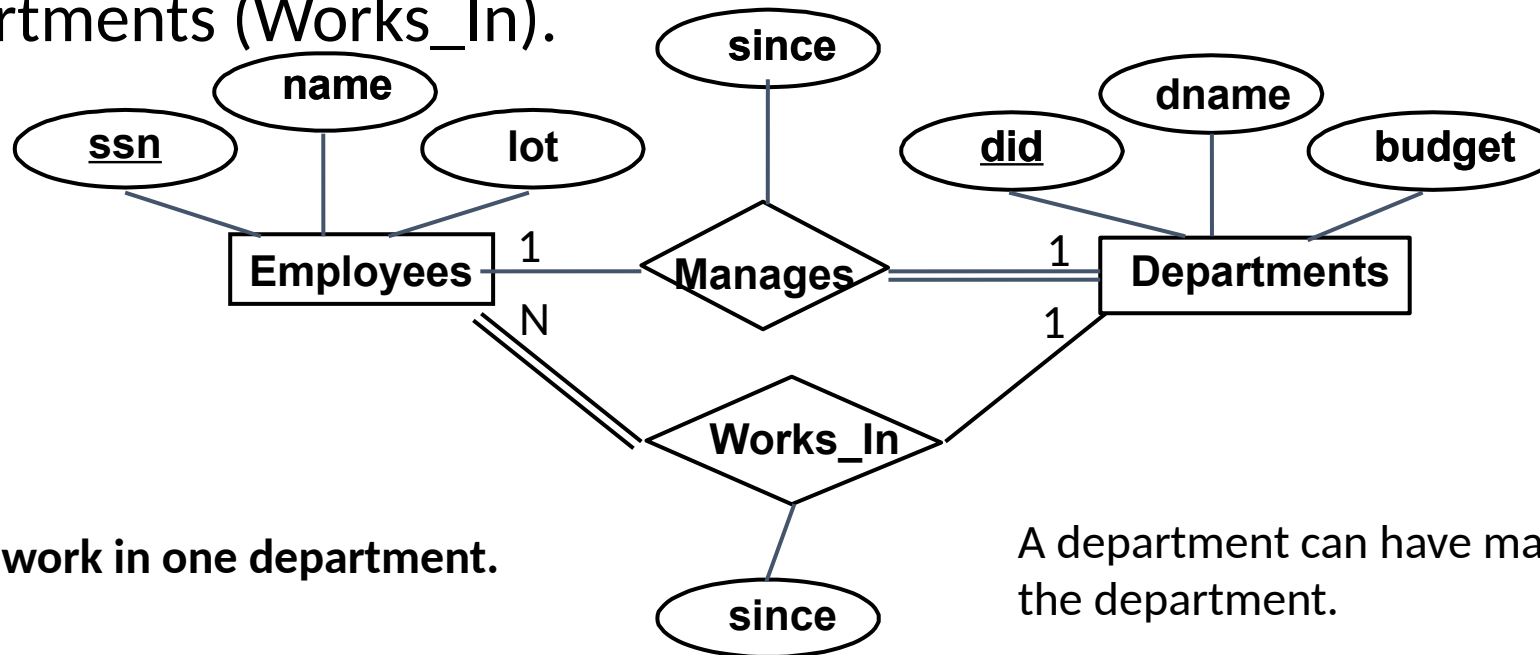 rtments (Works_In).
since
name
dname
ssn
lot
did
budget
1
1
Employees
Manages
Departments
N
1
Works_In
work in one department.
A department can have ma
the department.
since